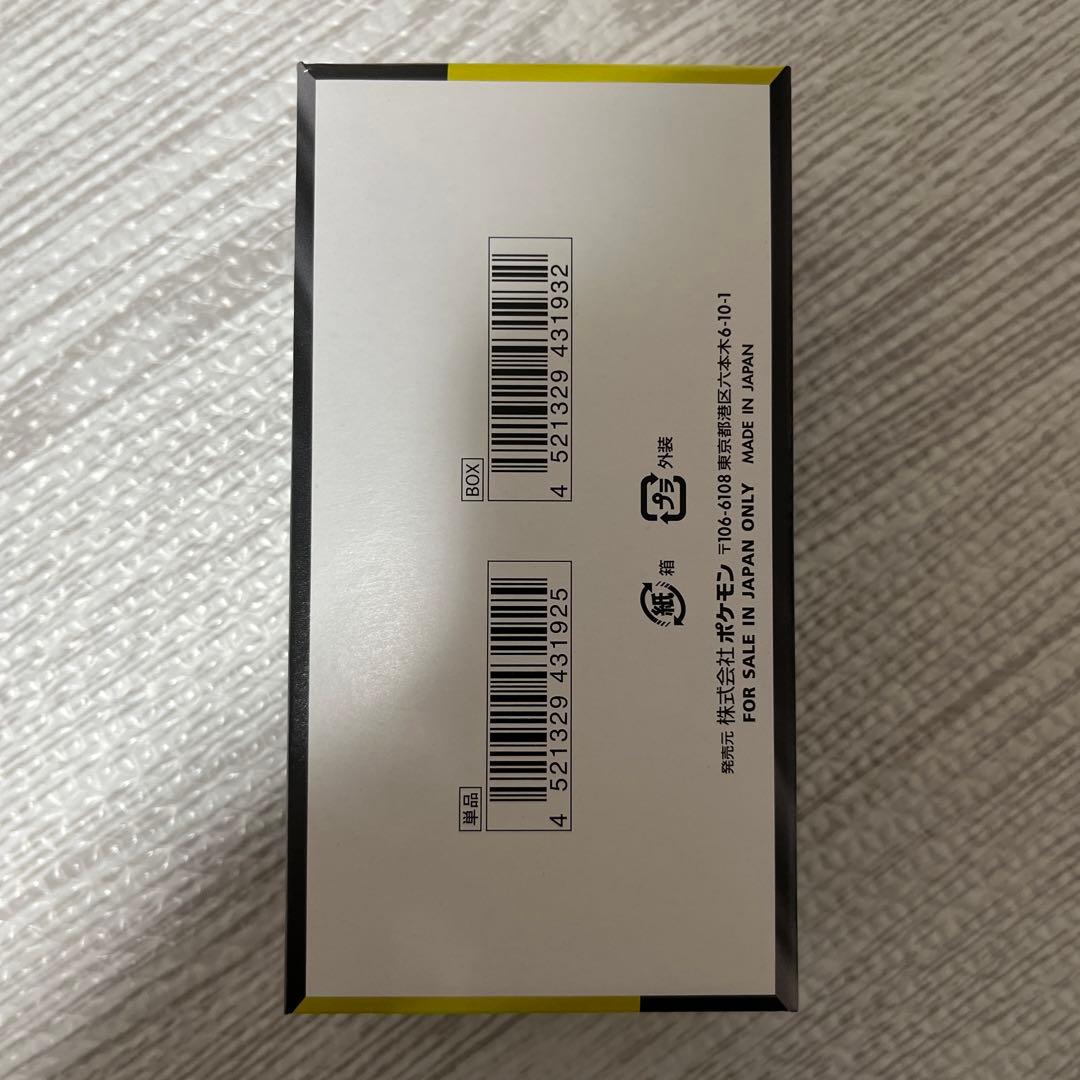 単品
4 521329 431925
BOX
4 521329 431932
紙 箱
プラ 外装
発売元 株式会社ポケモン 〒106-6108 東京都港区六本木6-10-1
FOR SALE IN JAPAN ONLY MADE IN JAPAN